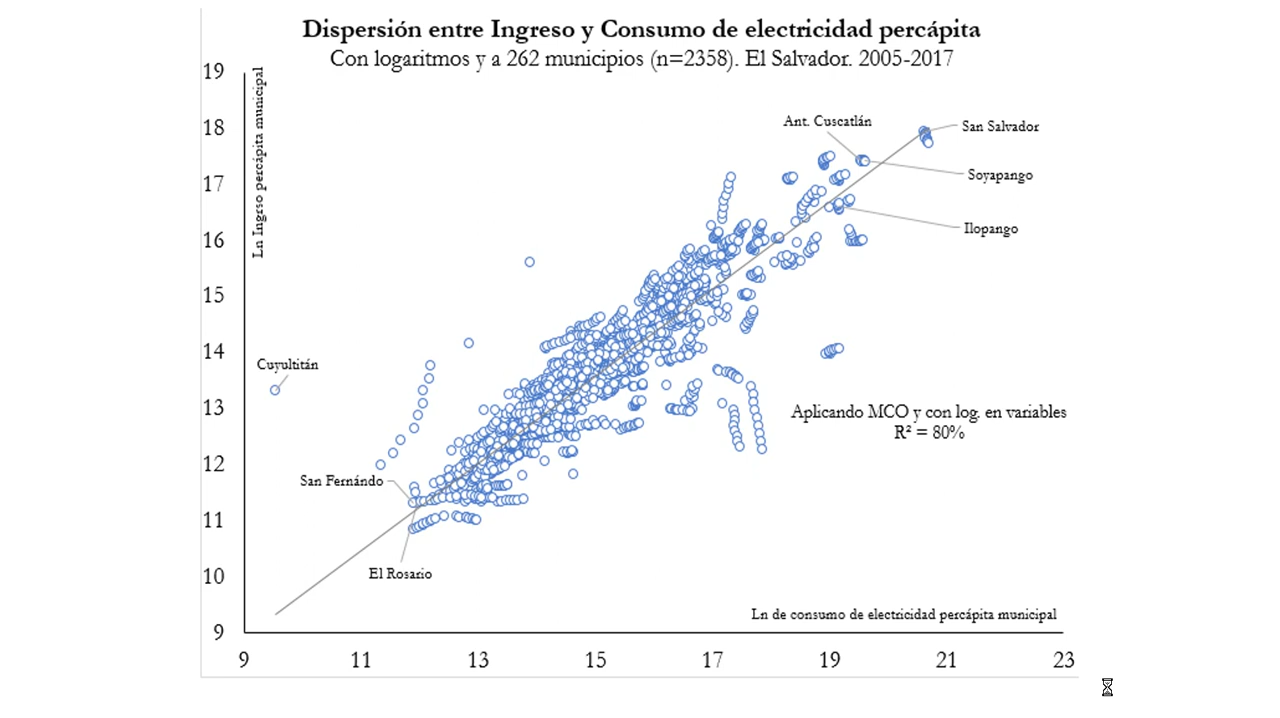 Dispersión entre Ingreso y Consumo de electricidad percápita
Con logaritmos y a 262 municipios (n=2358). El Salvador. 2005-2017
Ln Ingrso percápita municipal
19
18
17
16
15
14
13
12
11
10
9
Ant. Cuscatlán
San Salvador
Soyapango
Ilopango
Cuyultitán
Aplicando MCO y con log. en variables
R² = 80%
San Fernándo
El Rosario
Ln de consumo de electricidad percápita municipal
9 11 13 15 17 19 21 23